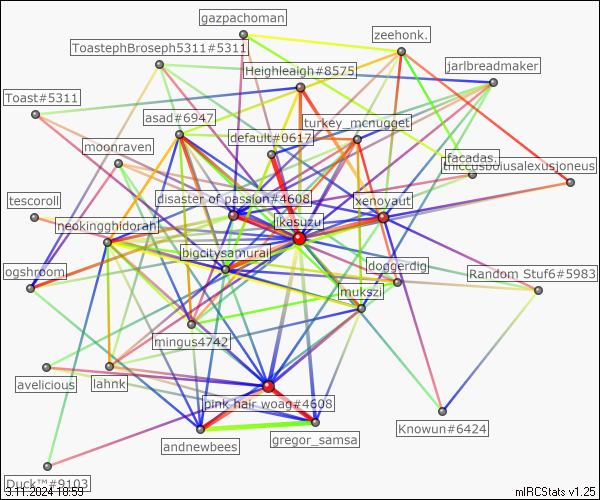 gazpachoman
zeehonk.
ToastephBroseph5311#5311
jarlbreadmaker
Heighleaigh#8575
Toast#5311
asad#6947
turkey_mcnugget
default#0617
moonraven
facadas.
thiccusbolusalexusjoneus
tescoroll
disaster of passion#4608
xenoyaut
ikasuzu
neokingghidorah
bigcitysamurai
doggerdig
ogshroom
Random Stuf6#5983
mukszi
mingus4742
avelicious
lahnk
pink hair woag#4608
Knowun#6424
andnewbees
gregor_samsa
Duck™#9103
3.11.2024 18:59
mIRCStats v1.25